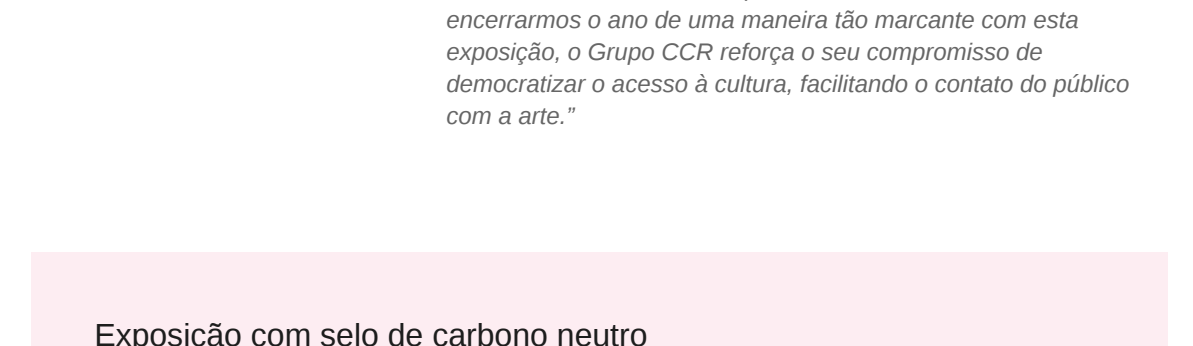 encerrarmos o ano de uma maneira tão marcante com esta
exposição, o Grupo CCR reforça o seu compromisso de
democratizar o acesso à cultura, facilitando o contato do público
com a arte.”
Exposição com selo de carbono neutro